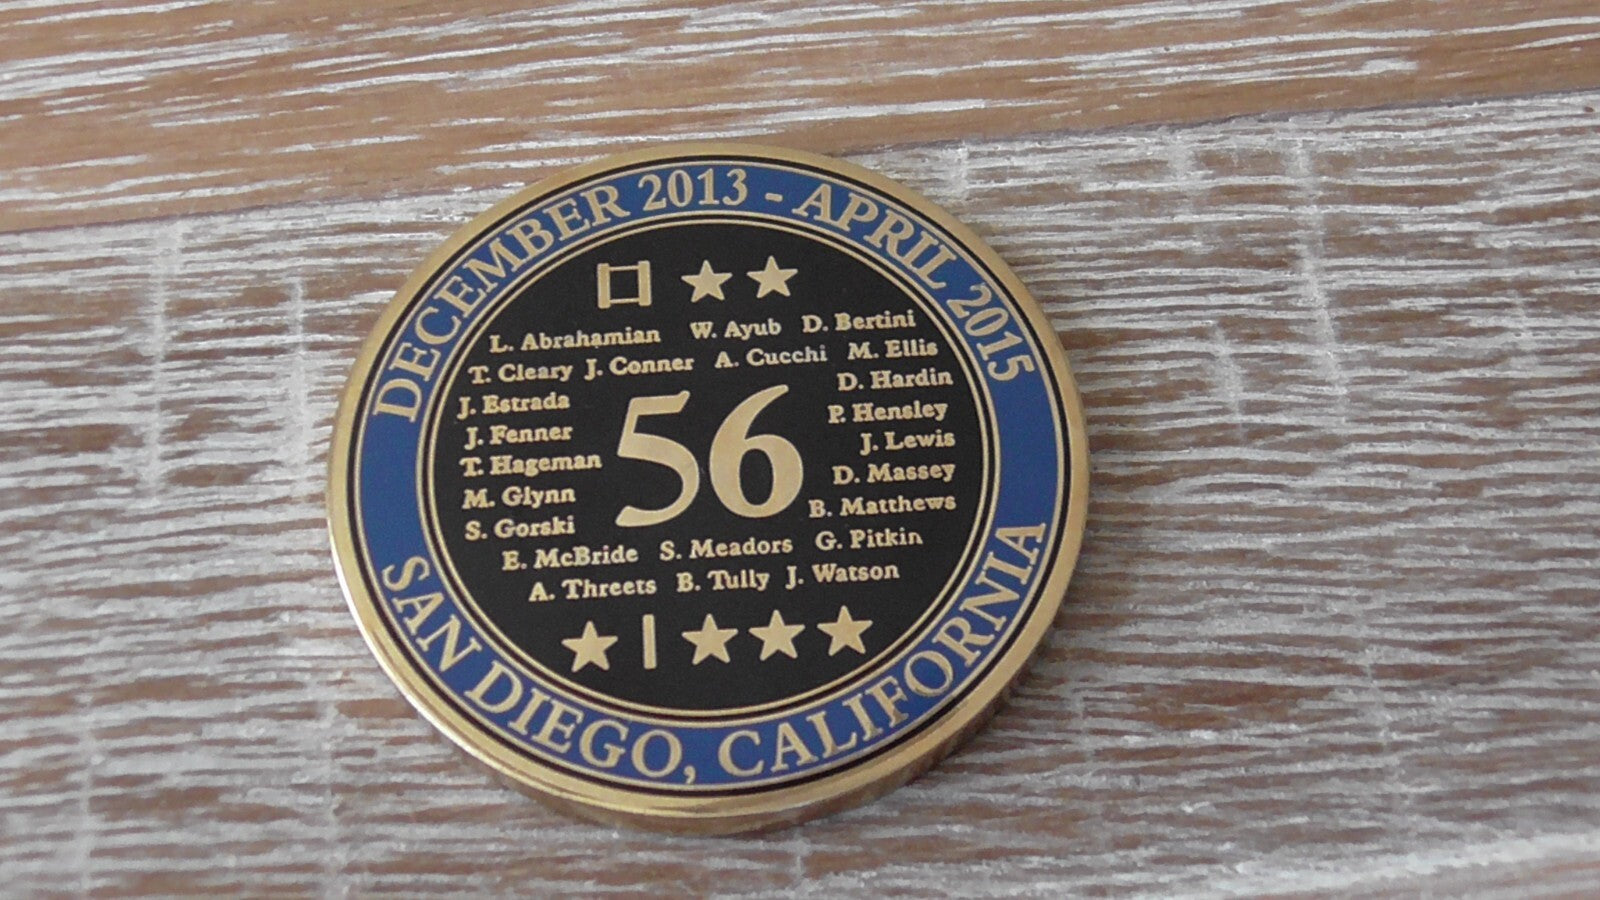 DECEMBER 2013 - APRIL 2015
L. Abrahamian W. Ayub D. Bertini
T. Cleary J. Conner A. Cucchi M. Ellis
J. Estrada D. Hardin
J. Fenner P. Hensley
T. Hageman J. Lewis
M. Glynn D. Massey
S. Gorski B. Matthews
56
E. McBride S. Meadors G. Pitkin
A. Threets B. Tully J. Watson
SAN DIEGO, CALIFORNIA